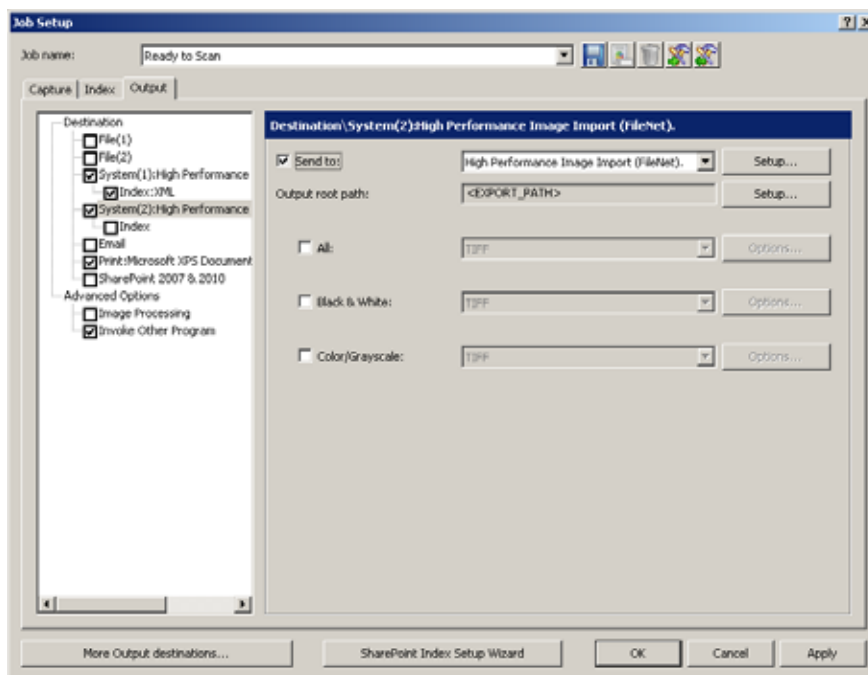 Job Setup
Job name: Ready to Scan
Capture Index Output
Destination
File(1)
File(2)
System(1):High Performance
Index:XML
System(2):High Performance
Index
Email
Print:Microsoft XPS Document
SharePoint 2007 & 2010
Advanced Options
Image Processing
Invoke Other Program
Destination\System(2):High Performance Image Import (FileNet).
Send to: High Performance Image Import (FileNet). Setup...
Output root path: <EXPORT_PATH> Setup...
All: TIFF Options...
Black & White: TIFF Options...
Color/Grayscale: TIFF Options...
More Output destinations... SharePoint Index Setup Wizard OK Cancel Apply